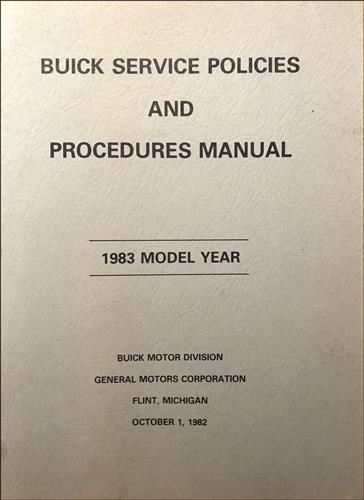 BUICK SERVICE POLICIES
AND
PROCEDURES MANUAL
1983 MODEL YEAR
BUICK MOTOR DIVISION
GENERAL MOTORS CORPORATION
FLINT, MICHIGAN
OCTOBER 1, 1982